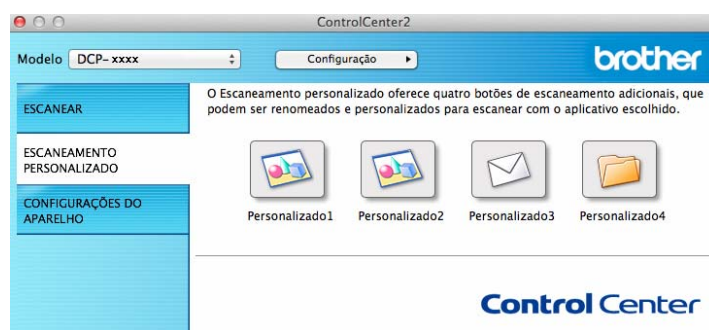 ControlCenter2
Modelo DCP- xxxx Configuração brother
ESCANEAR
ESCANEAMENTO
PERSONALIZADO
CONFIGURAÇÕES DO
APARELHO
O Escaneamento personalizado oferece quatro botões de escaneamento adicionais, que
podem ser renomeados e personalizados para escanear com o aplicativo escolhido.
Personalizado1 Personalizado2 Personalizado3 Personalizado4
Control Center